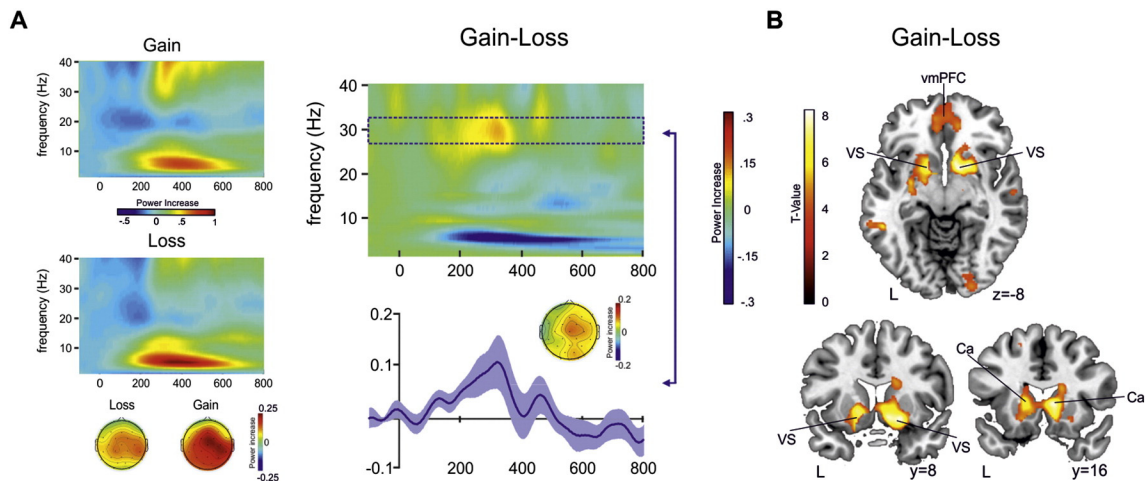 A
Gain
frequency (Hz)
40
30
20
10
0 200 400 600 800
Power Increase
-.5 0 .5 1
Loss
frequency (Hz)
40
30
20
10
0 200 400 600 800
Loss Gain
0.25
Power increase
-0.25
Gain-Loss
frequency (Hz)
40
30
20
10
0 200 400 600 800
0.2
0.1
-0.1
0 200 400 600 800
0.2
0
-0.2
Power increase
.3
.15
0
-.15
-.3
Power Increase
B
Gain-Loss
8
6
4
2
0
T-Value
vmPFC
VS VS
L z=-8
VS VS
L y=8
Ca Ca
L y=16